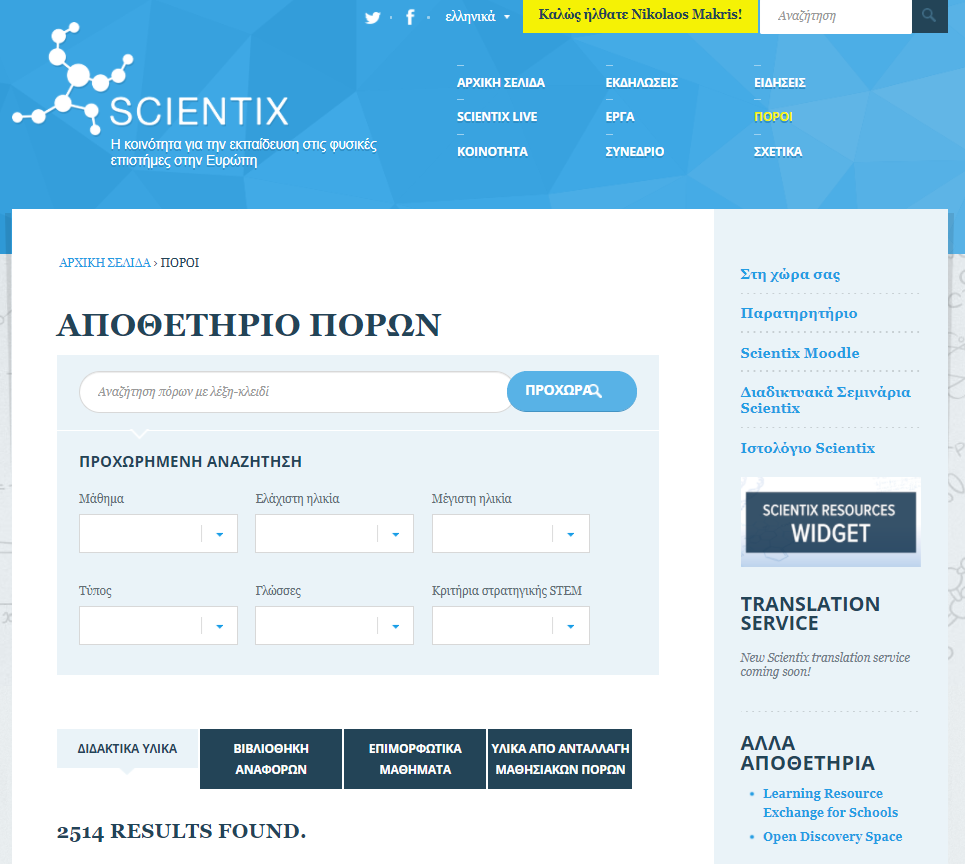 ελληνικά
Καλώς ήλθατε Nikolaos Makris!
Αναζήτηση
SCIENTIX
Η κοινότητα για την εκπαίδευση στις φυσικές
επιστήμες στην Ευρώπη
ΑΡΧΙΚΗ ΣΕΛΙΔΑ ΕΚΔΗΛΩΣΕΙΣ ΕΙΔΗΣΕΙΣ
SCIENTIX LIVE ΕΡΓΑ ΠΟΡΟΙ
ΚΟΙΝΟΤΗΤΑ ΣΥΝΕΔΡΙΟ ΣΧΕΤΙΚΑ
ΑΡΧΙΚΗ ΣΕΛΙΔΑ › ΠΟΡΟΙ
ΑΠΟΘΕΤΗΡΙΟ ΠΟΡΩΝ
Αναζήτηση πόρων με λέξη-κλειδί
ΠΡΟΧΩΡΑ
ΠΡΟΧΩΡΗΜΕΝΗ ΑΝΑΖΗΤΗΣΗ
Μάθημα Ελάχιστη ηλικία Μέγιστη ηλικία
Τύπος Γλώσσες Κριτήρια στρατηγικής STEM
ΔΙΔΑΚΤΙΚΑ ΥΛΙΚΑ
ΒΙΒΛΙΟΘΗΚΗ
ΑΝΑΦΟΡΩΝ
ΕΠΙΜΟΡΦΩΤΙΚΑ
ΜΑΘΗΜΑΤΑ
ΥΛΙΚΑ ΑΠΟ ΑΝΤΑΛΛΑΓΗ
ΜΑΘΗΣΙΑΚΩΝ ΠΟΡΩΝ
2514 RESULTS FOUND.
Στη χώρα σας
Παρατηρητήριο
Scientix Moodle
Διαδικτυακά Σεμινάρια
Scientix
Ιστολόγιο Scientix
SCIENTIX RESOURCES
WIDGET
TRANSLATION
SERVICE
New Scientix translation service
coming soon!
ΑΛΛΑ
ΑΠΟΘΕΤΗΡΙΑ
• Learning Resource
Exchange for Schools
• Open Discovery Space